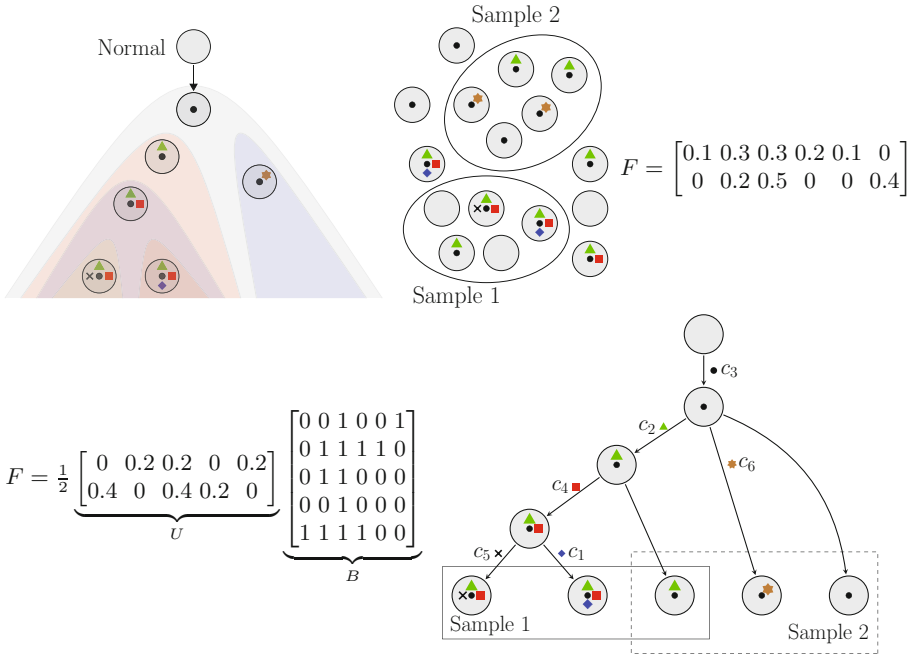 Sample 2
Normal
F = [0.1 0.3 0.3 0.2 0.1 0
0 0.2 0.5 0 0 0.4]
Sample 1
c₃
c₂
c₆
F = ½ [0 0.2 0.2 0 0.2
0.4 0 0.4 0.2 0]
U
[0 0 1 0 0 1
0 1 1 1 1 0
0 1 1 0 0 0
0 0 1 0 0 0
1 1 1 1 0 0]
B
c₄
c₅ c₁
Sample 1
Sample 2